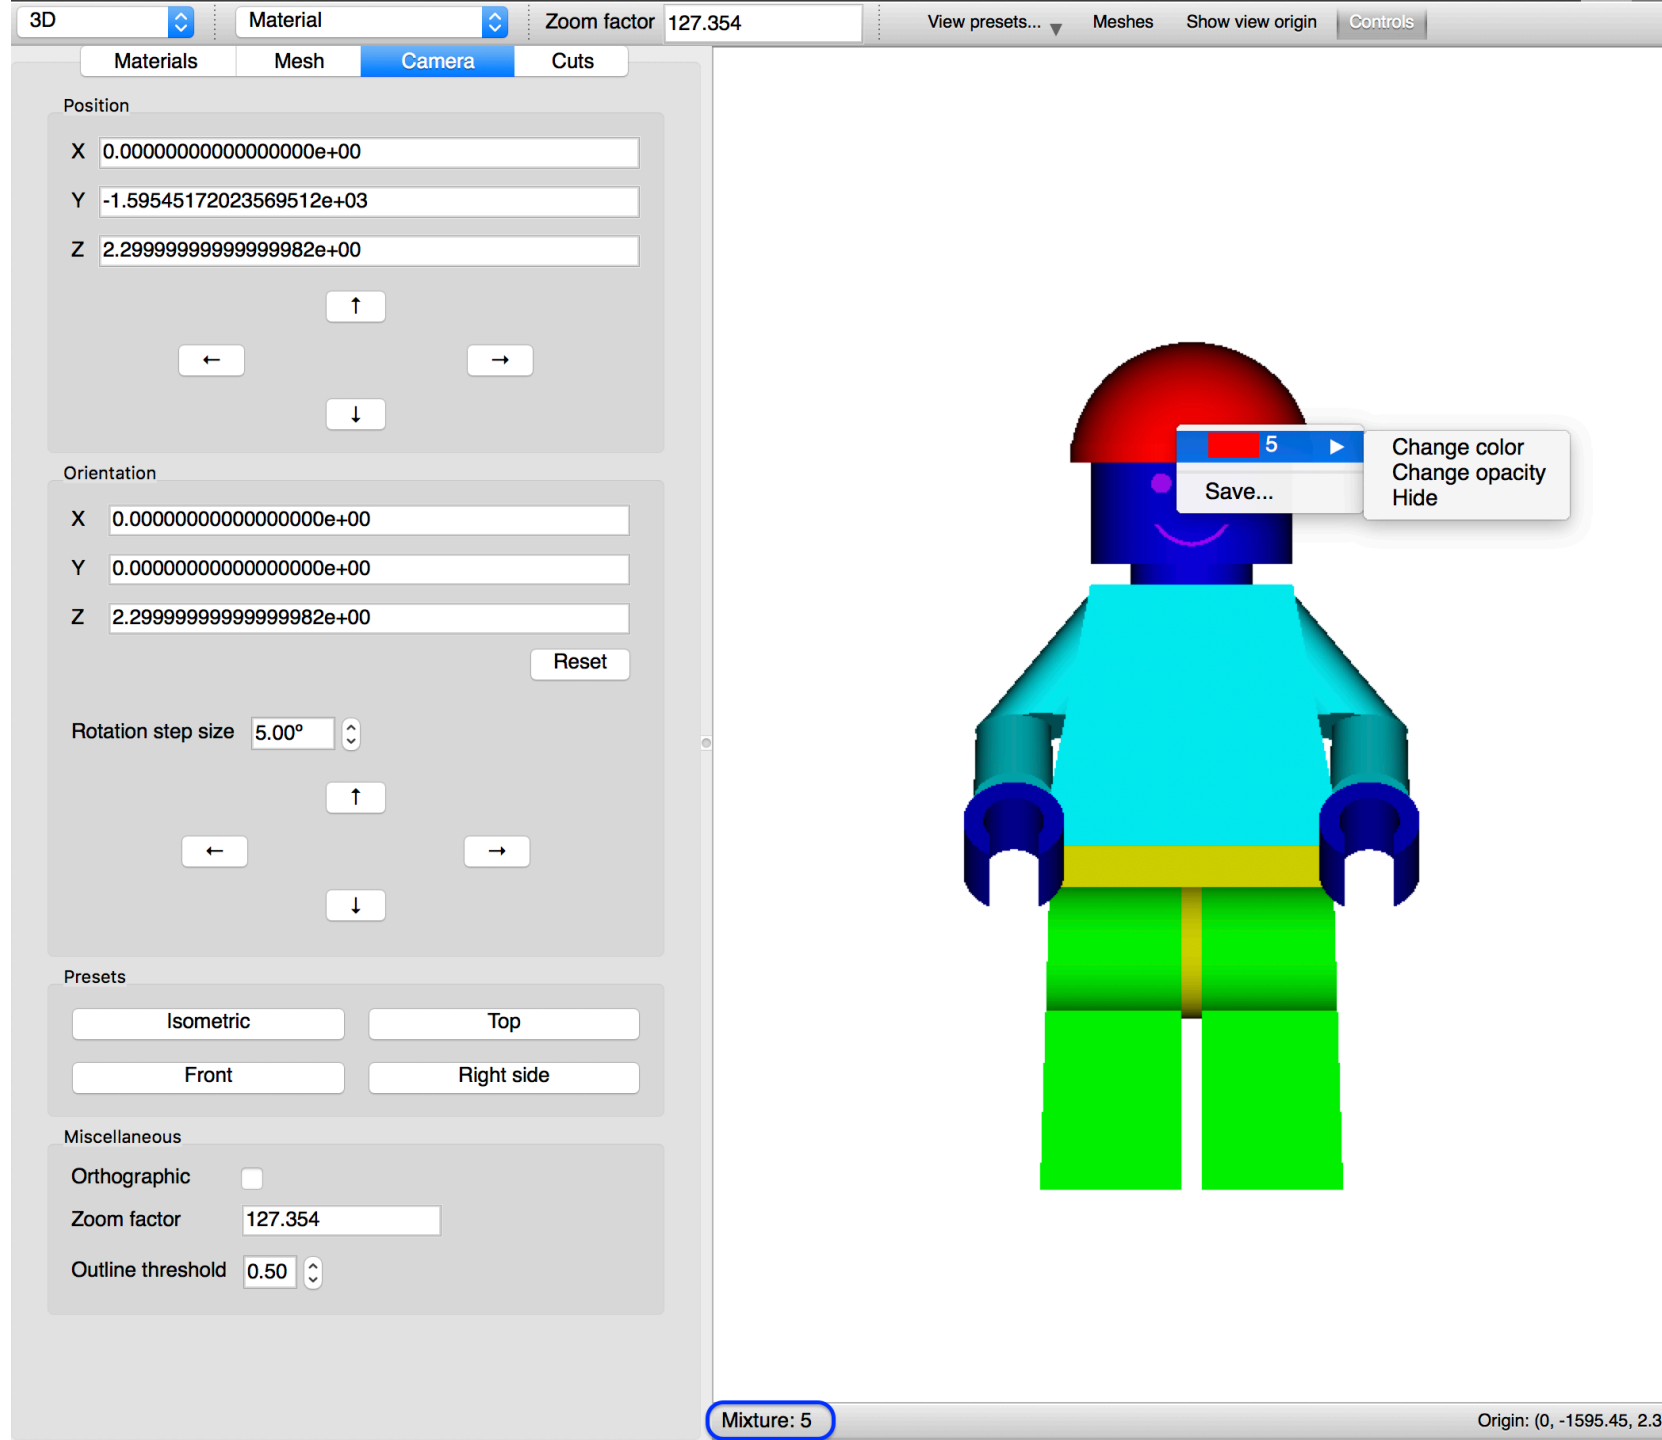 3D Material Zoom factor 127.354 View presets... Meshes Show view origin Controls
Materials Mesh Camera Cuts
Position
X 0.00000000000000000e+00
Y -1.59545172023569512e+03
Z 2.29999999999999982e+00
↑
← →
↓
Orientation
X 0.00000000000000000e+00
Y 0.00000000000000000e+00
Z 2.29999999999999982e+00
Reset
Rotation step size 5.00º
↑
← →
↓
Presets
Isometric Top
Front Right side
Miscellaneous
Orthographic
Zoom factor 127.354
Outline threshold 0.50
5
Save...
Change color
Change opacity
Hide
Mixture: 5
Origin: (0, -1595.45, 2.3